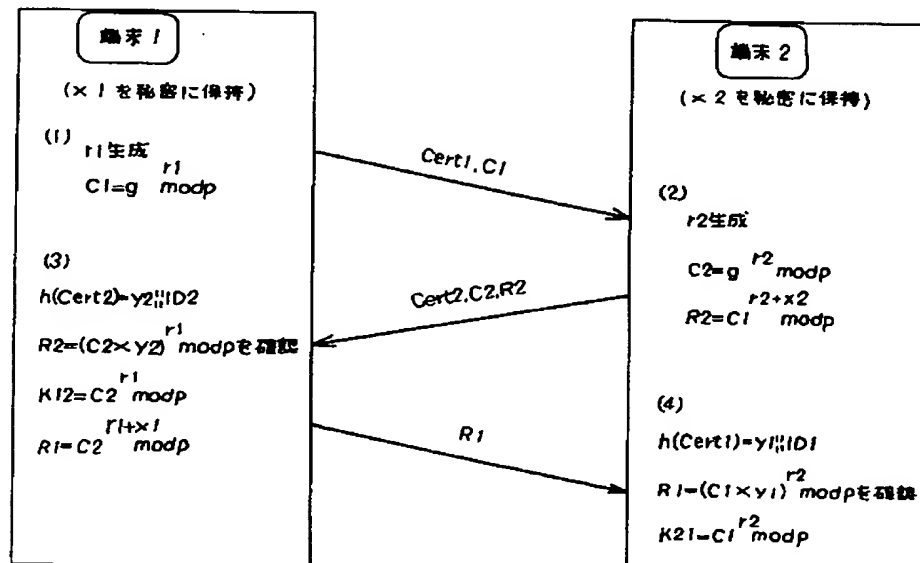 端末1
(x1を秘密に保持)
(1)
r1生成
C1=g^r1 modp
(3)
h(Cert2)=y2||ID2
R2=(C2×y2)^r1 modpを確認
K12=C2^r1 modp
R1=C2^r1+x1 modp
Cert1.C1
Cert2.C2.R2
R1
端末2
(x2を秘密に保持)
(2)
r2生成
C2=g^r2 modp
R2=C1^r2+x2 modp
(4)
h(Cert1)=y1||ID1
R1=(C1×y1)^r2 modpを確認
K21=C1^r2 modp